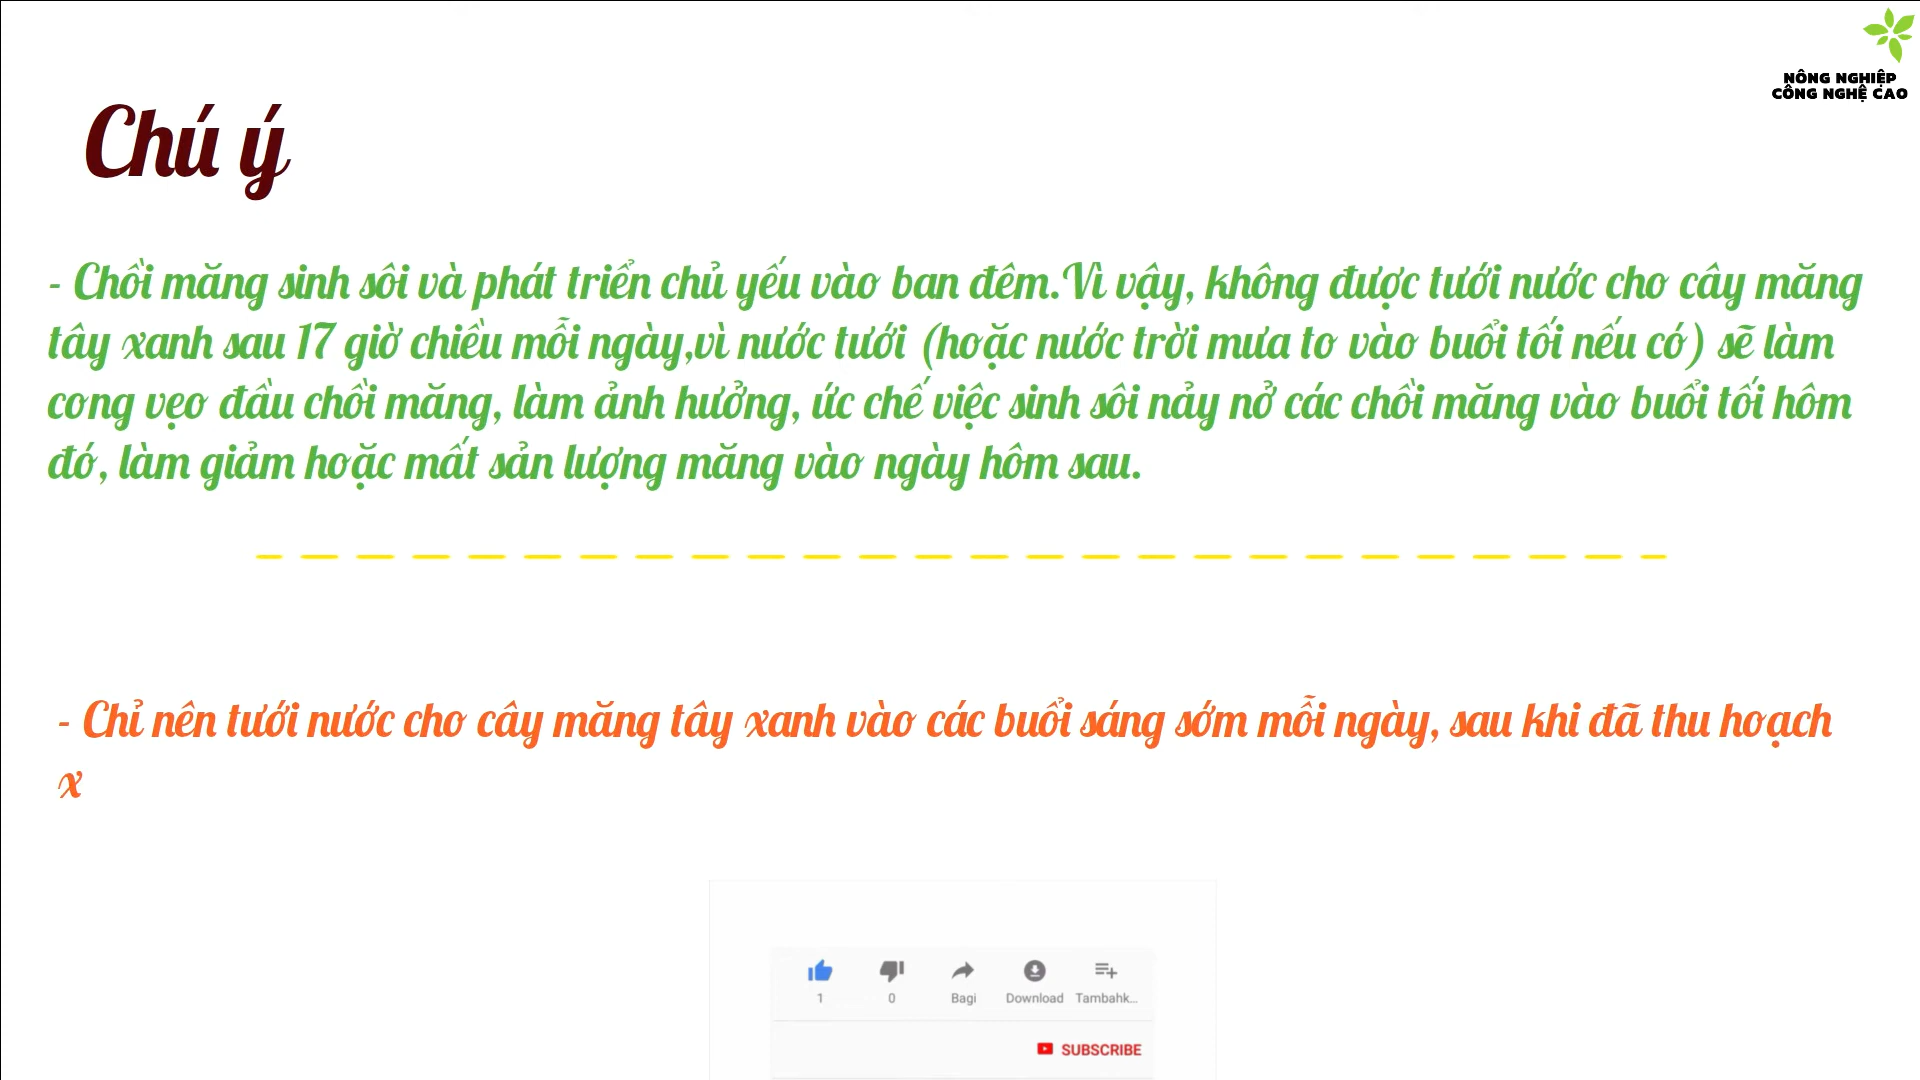 NÔNG NGHIỆP
CÔNG NGHỆ CAO
Chú ý
- Chồi măng sinh sôi và phát triển chủ yếu vào ban đêm.Vì vậy, không được tưới nước cho cây măng
tây xanh sau 17 giờ chiều mỗi ngày,vì nước tưới (hoặc nước trời mưa to vào buổi tối nếu có) sẽ làm
cong vẹo đầu chồi măng, làm ảnh hưởng, ức chế việc sinh sôi nảy nở các chồi măng vào buổi tối hôm
đó, làm giảm hoặc mất sản lượng măng vào ngày hôm sau.
- Chỉ nên tưới nước cho cây măng tây xanh vào các buổi sáng sớm mỗi ngày, sau khi đã thu hoạch
x
1 0 Bagi Download Tambahk...
SUBSCRIBE